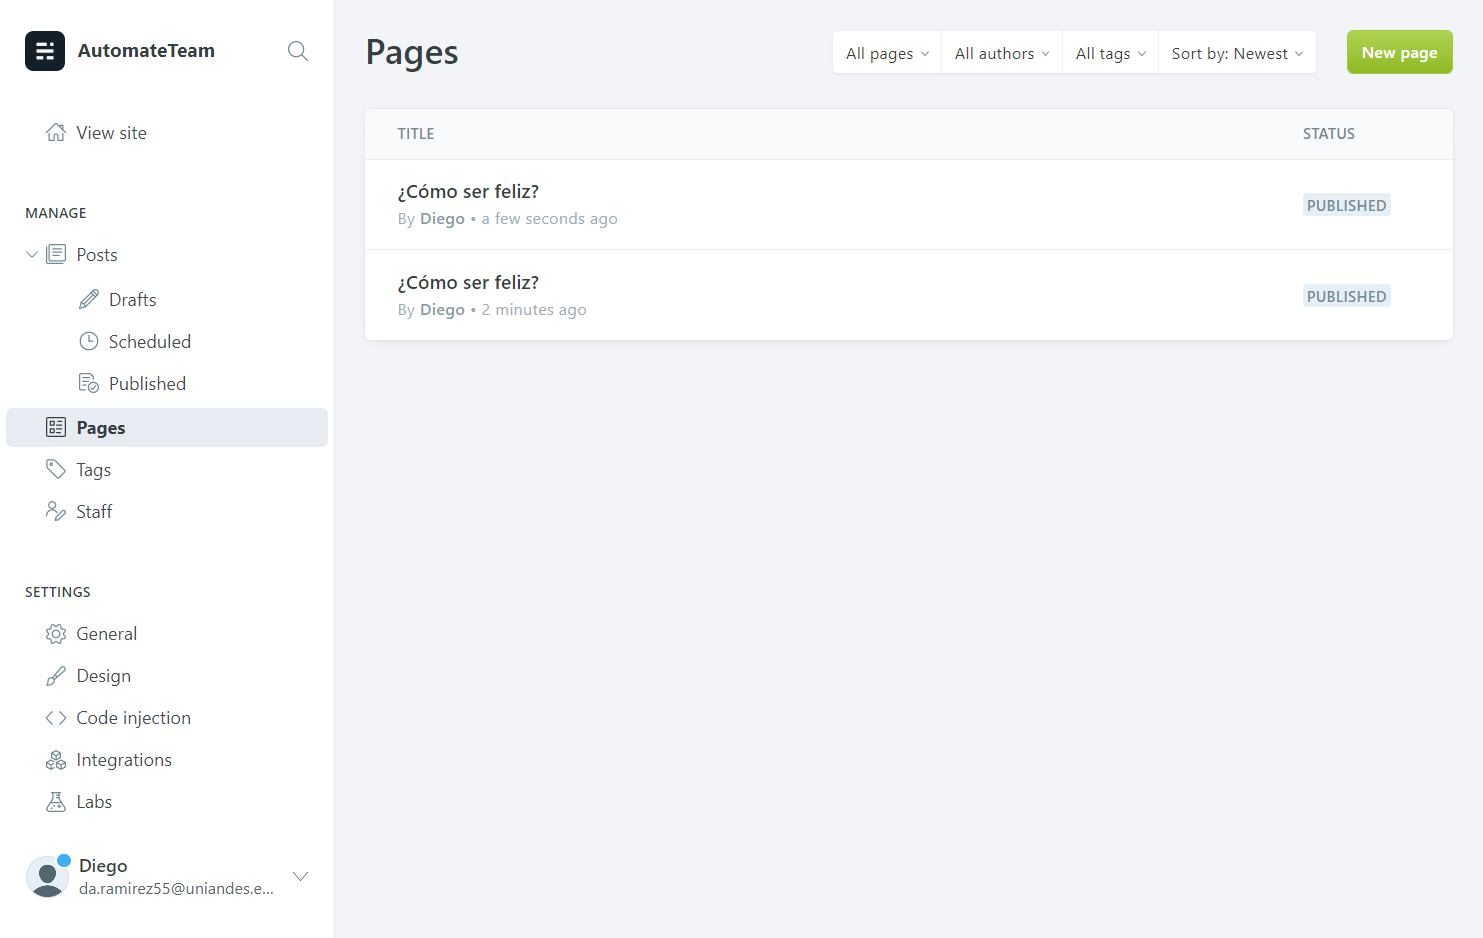 AutomateTeam
View site
MANAGE
Posts
Drafts
Scheduled
Published
Pages
Tags
Staff
SETTINGS
General
Design
Code injection
Integrations
Labs
Diego
da.ramirez55@uniandes.e...
Pages
All pages
All authors
All tags
Sort by: Newest
New page
TITLE
STATUS
¿Cómo ser feliz?
By Diego • a few seconds ago
PUBLISHED
¿Cómo ser feliz?
By Diego • 2 minutes ago
PUBLISHED